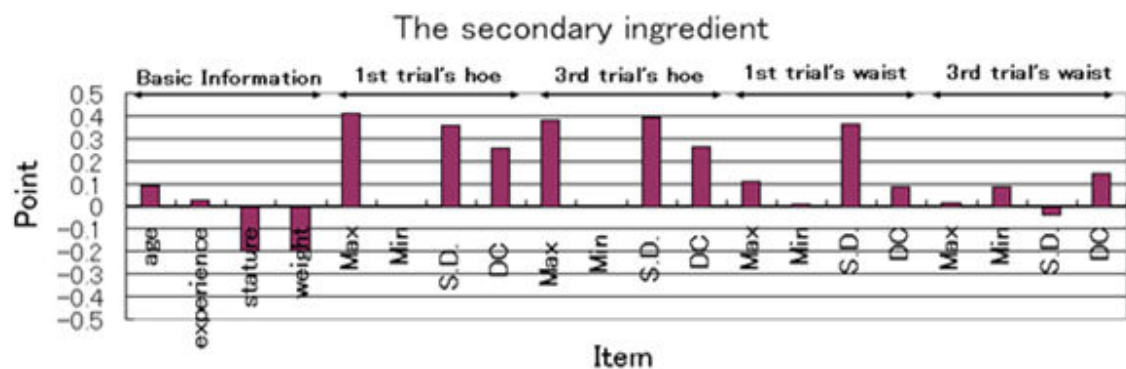 The secondary ingredient
Basic Information 1st trial's hoe 3rd trial's hoe 1st trial's waist 3rd trial's waist
0.5
0.4
0.3
0.2
0.1
0
-0.1
-0.2
-0.3
-0.4
-0.5
Point
age
experience
stature
weight
Max
Min
S.D.
DC
Max
Min
S.D.
DC
Max
Min
S.D.
DC
Max
Min
S.D.
DC
Item